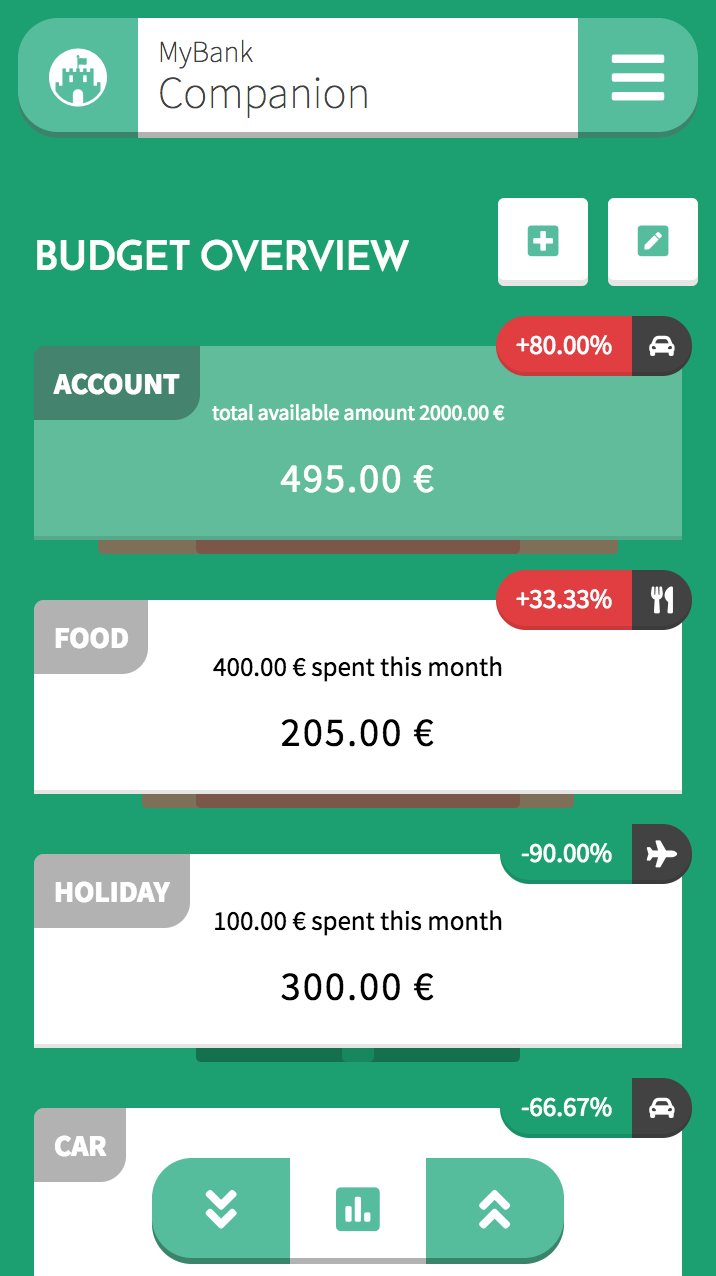 MyBank
Companion
BUDGET OVERVIEW
+80.00%
ACCOUNT
total available amount 2000.00 €
495.00 €
+33.33%
FOOD
400.00 € spent this month
205.00 €
-90.00%
HOLIDAY
100.00 € spent this month
300.00 €
-66.67%
CAR